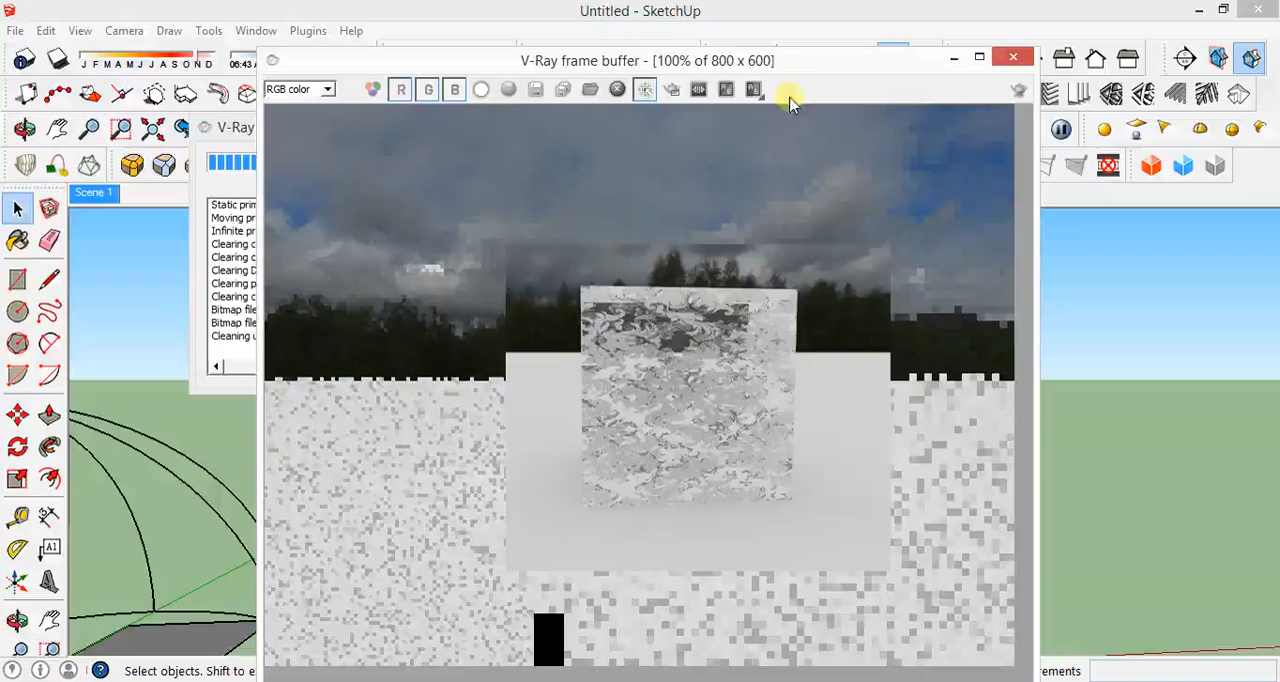 Untitled - SketchUp
File Edit View Camera Draw Tools Window Plugins Help
J F M A M J J A S O N D 06:43 A
V-Ray frame buffer - [100% of 800 x 600]
RGB color R G B
V-Ray
Scene 1
Static prim
Moving pr
Infinite pr
Clearing c
Clearing c
Clearing D
Clearing p
Clearing c
Bitmap file
Bitmap file
Cleaning u
A1
Select objects. Shift to e
rements